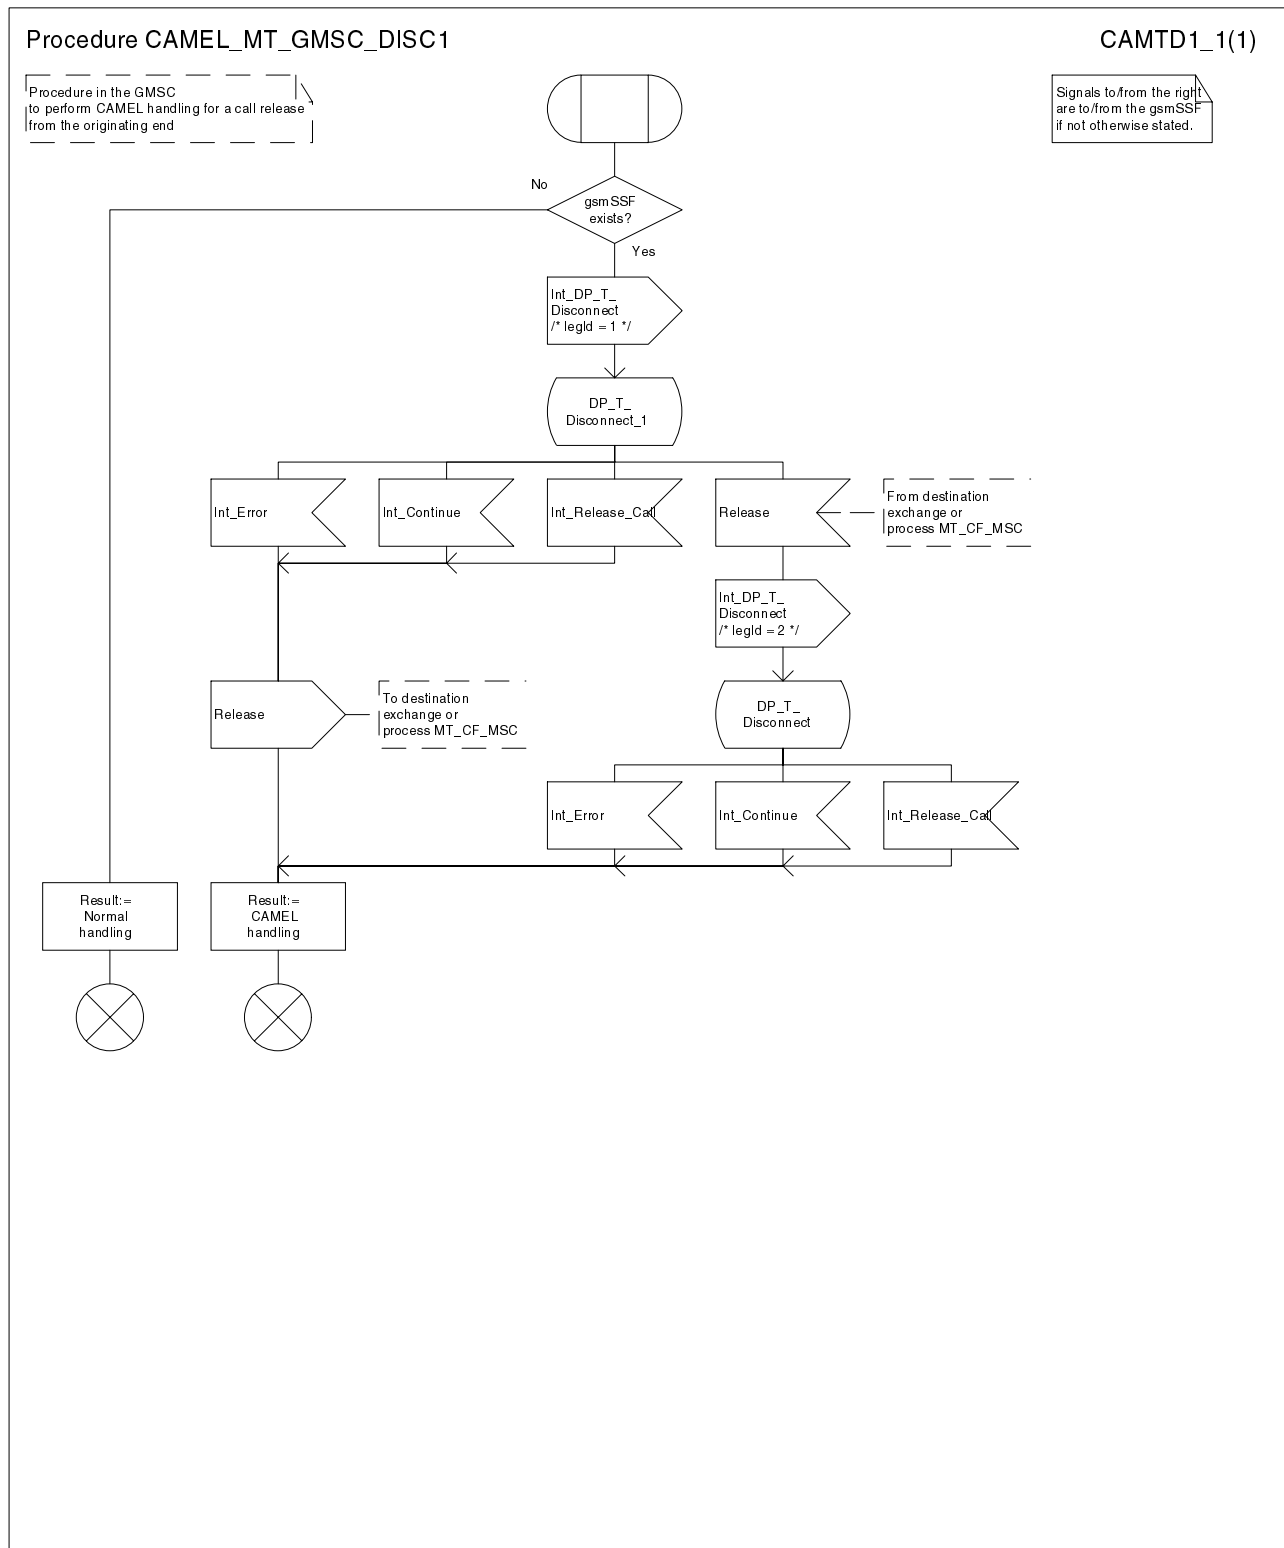 Procedure CAMEL_MT_GMSC_DISC1
CAMTD1_1(1)
Procedure in the GMSC
to perform CAMEL handling for a call release
from the originating end
Signals to/from the right
are to/from the gsmSSF
if not otherwise stated.
No
gsmSSF
exists?
Yes
Int_DP_T_
Disconnect
/* legId = 1 */
DP_T_
Disconnect_1
Int_Error
Int_Continue
Int_Release_Call
Release
From destination
exchange or
process MT_CF_MSC
Int_DP_T_
Disconnect
/* legId = 2 */
Release
To destination
exchange or
process MT_CF_MSC
DP_T_
Disconnect
Int_Error
Int_Continue
Int_Release_Call
Result:=
Normal
handling
Result:=
CAMEL
handling